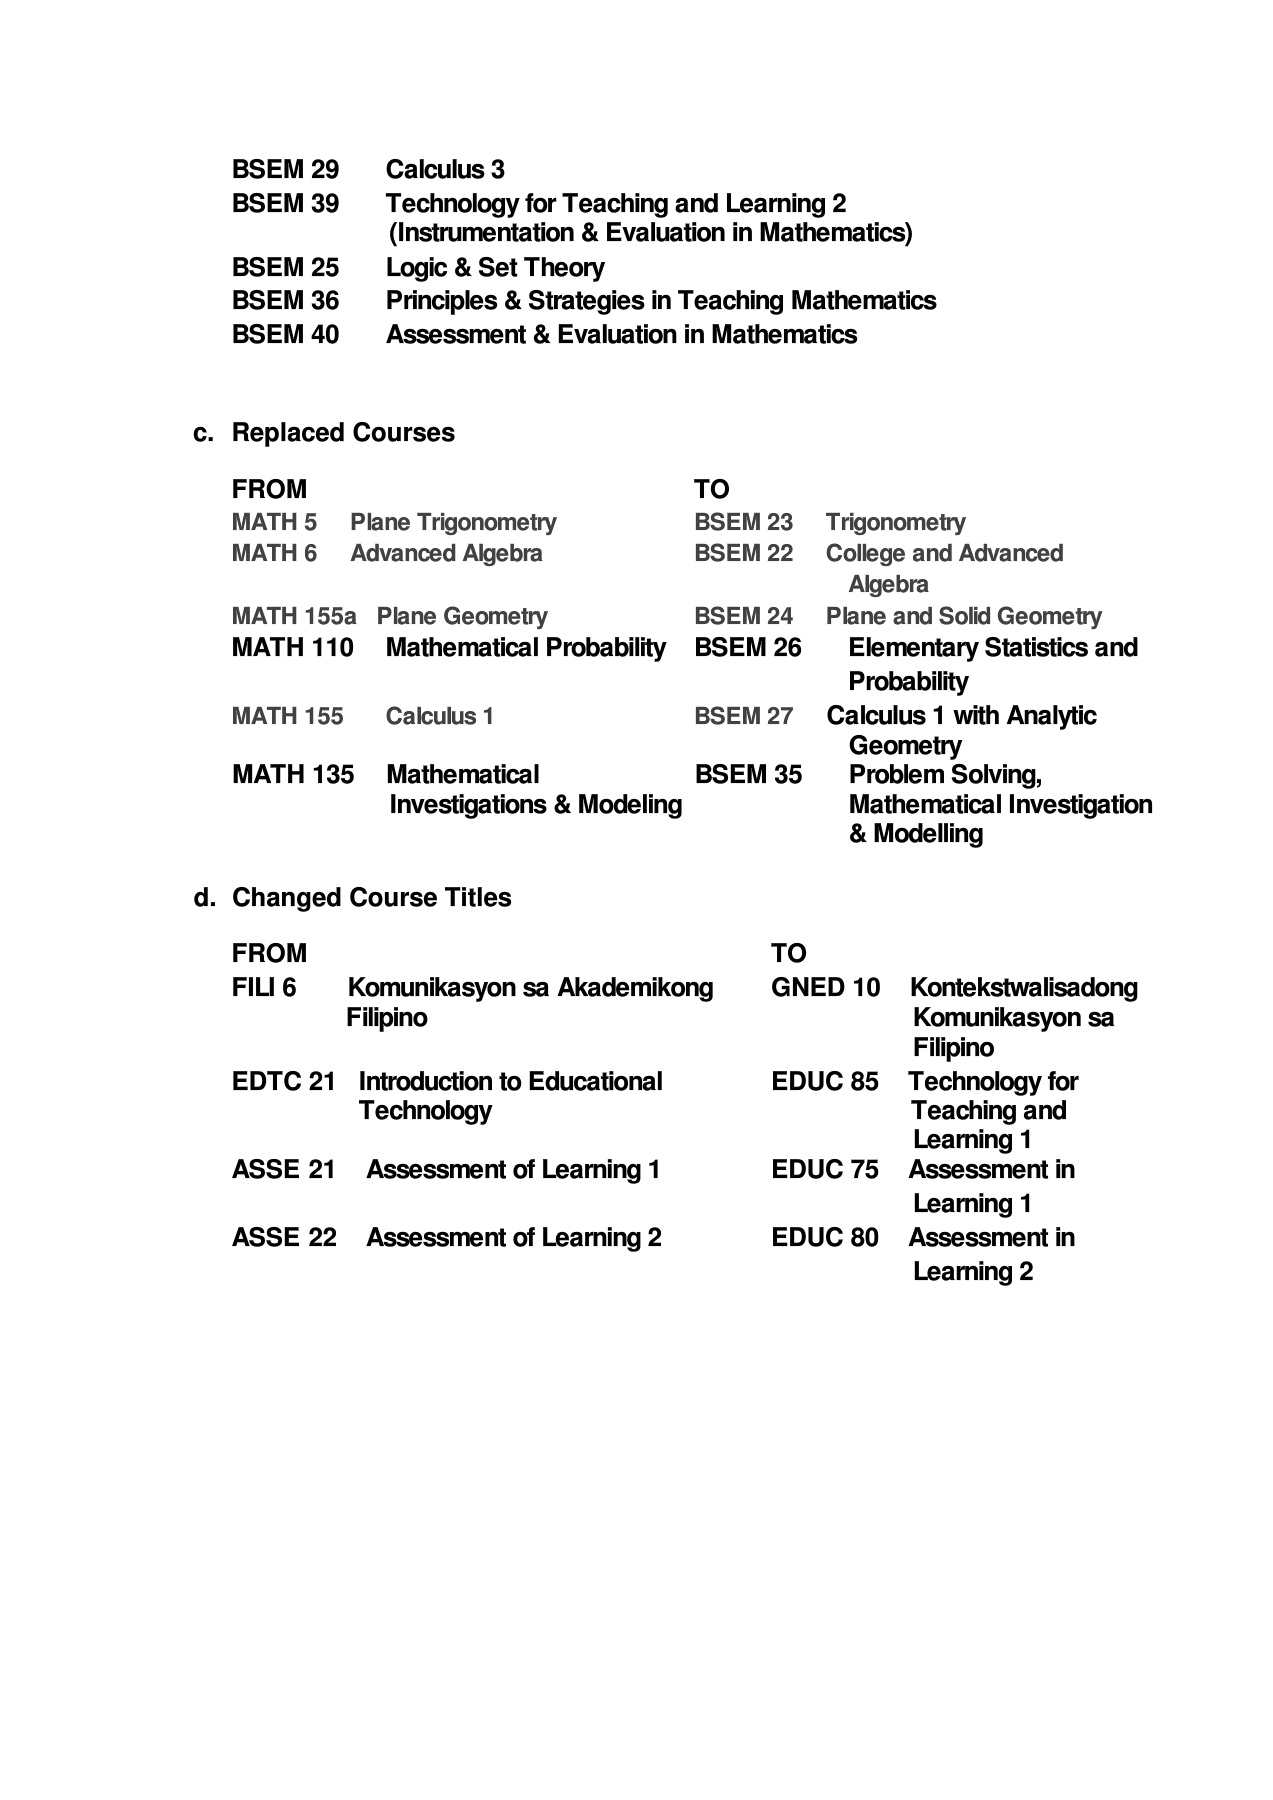 BSEM 29 Calculus 3
BSEM 39 Technology for Teaching and Learning 2
(Instrumentation & Evaluation in Mathematics)
BSEM 25 Logic & Set Theory
BSEM 36 Principles & Strategies in Teaching Mathematics
BSEM 40 Assessment & Evaluation in Mathematics
c. Replaced Courses
FROM TO
MATH 5 Plane Trigonometry BSEM 23 Trigonometry
MATH 6 Advanced Algebra BSEM 22 College and Advanced
Algebra
MATH 155a Plane Geometry BSEM 24 Plane and Solid Geometry
MATH 110 Mathematical Probability BSEM 26 Elementary Statistics and
Probability
MATH 155 Calculus 1 BSEM 27 Calculus 1 with Analytic
Geometry
MATH 135 Mathematical BSEM 35 Problem Solving,
Investigations & Modeling Mathematical Investigation
& Modelling
d. Changed Course Titles
FROM TO
FILI 6 Komunikasyon sa Akademikong GNED 10 Kontekstwalisadong
Filipino Komunikasyon sa
Filipino
EDTC 21 Introduction to Educational EDUC 85 Technology for
Technology Teaching and
Learning 1
ASSE 21 Assessment of Learning 1 EDUC 75 Assessment in
Learning 1
ASSE 22 Assessment of Learning 2 EDUC 80 Assessment in
Learning 2